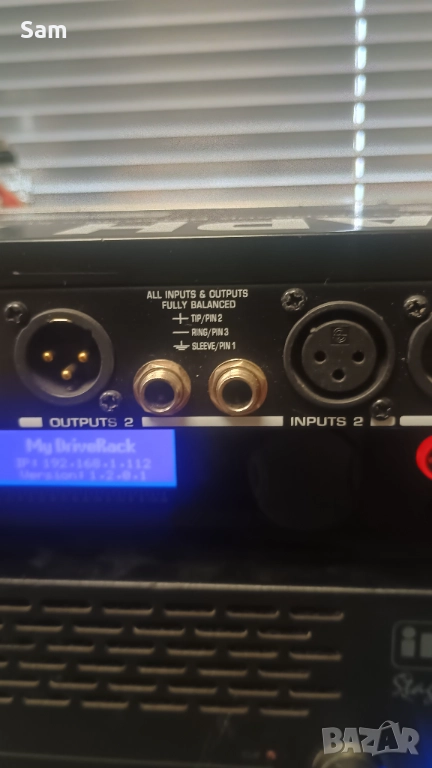 Sam
ALL INPUTS & OUTPUTS
FULLY BALANCED
TIP/PIN 2
RING/PIN 3
SLEEVE/PIN 1
OUTPUTS 2
INPUTS 2
My DriveRack
IP: 192.168.1.112
Version: 1.2.0.1
BAZAR